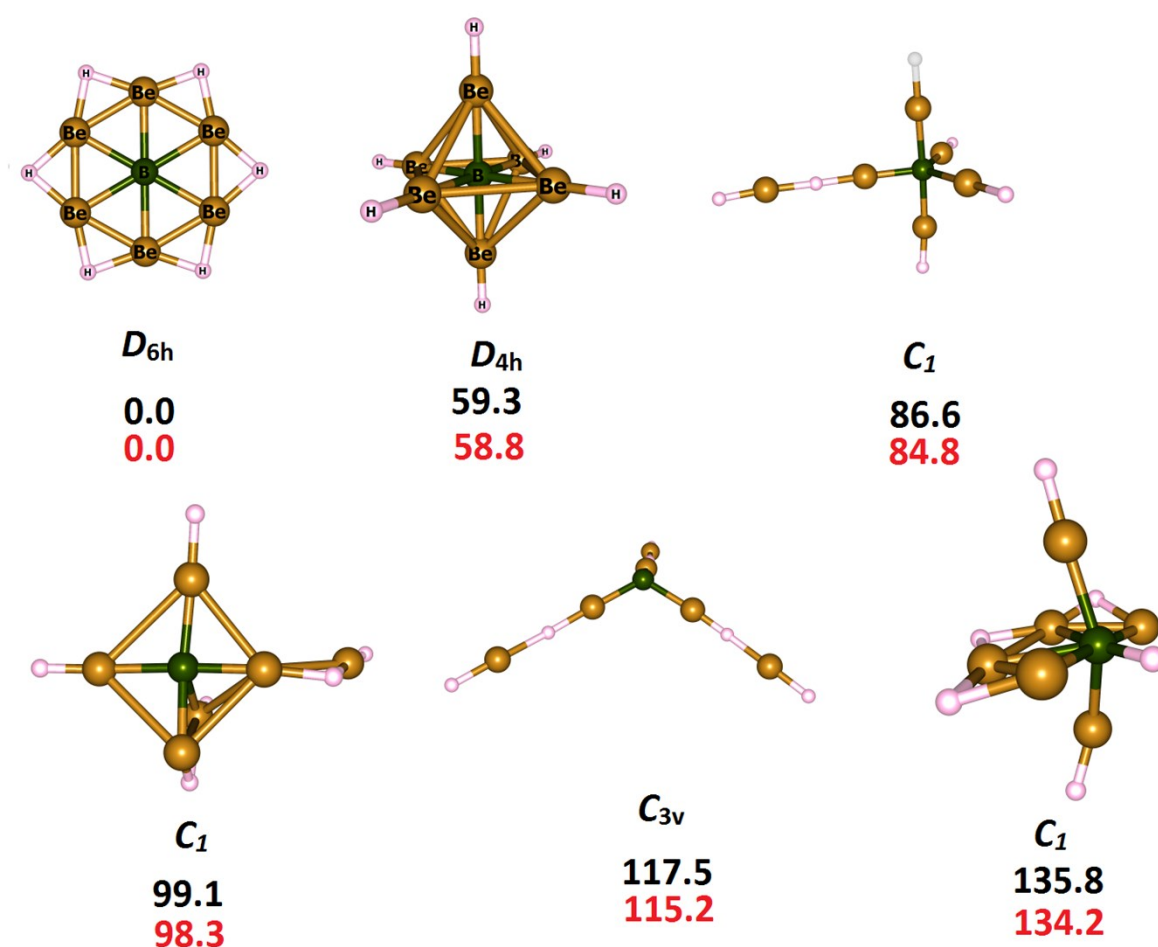 H H
Be
Be Be
H B H
Be Be
Be
H H
H
Be
H Be B Be H
Be Be H
H
Be
H
D6h
0.0
0.0
D4h
59.3
58.8
C1
86.6
84.8
C1
99.1
98.3
C3v
117.5
115.2
C1
135.8
134.2